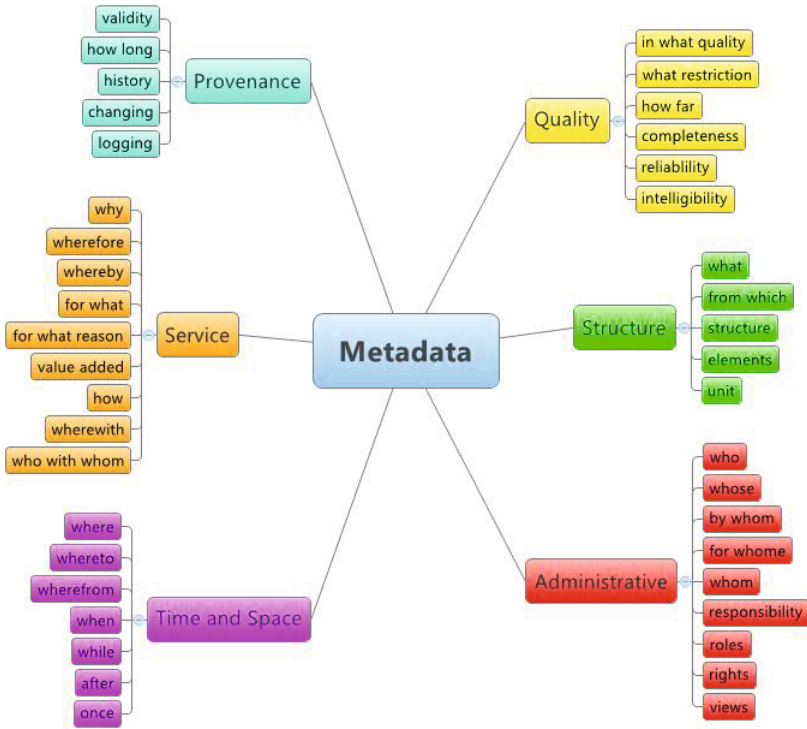 Metadata
Provenance
validity
how long
history
changing
logging
Service
why
wherefore
whereby
for what
for what reason
value added
how
wherewith
who with whom
Time and Space
where
whereto
wherefrom
when
while
after
once
Quality
in what quality
what restriction
how far
completeness
reliablility
intelligibility
Structure
what
from which
structure
elements
unit
Administrative
who
whose
by whom
for whome
whom
responsibility
roles
rights
views